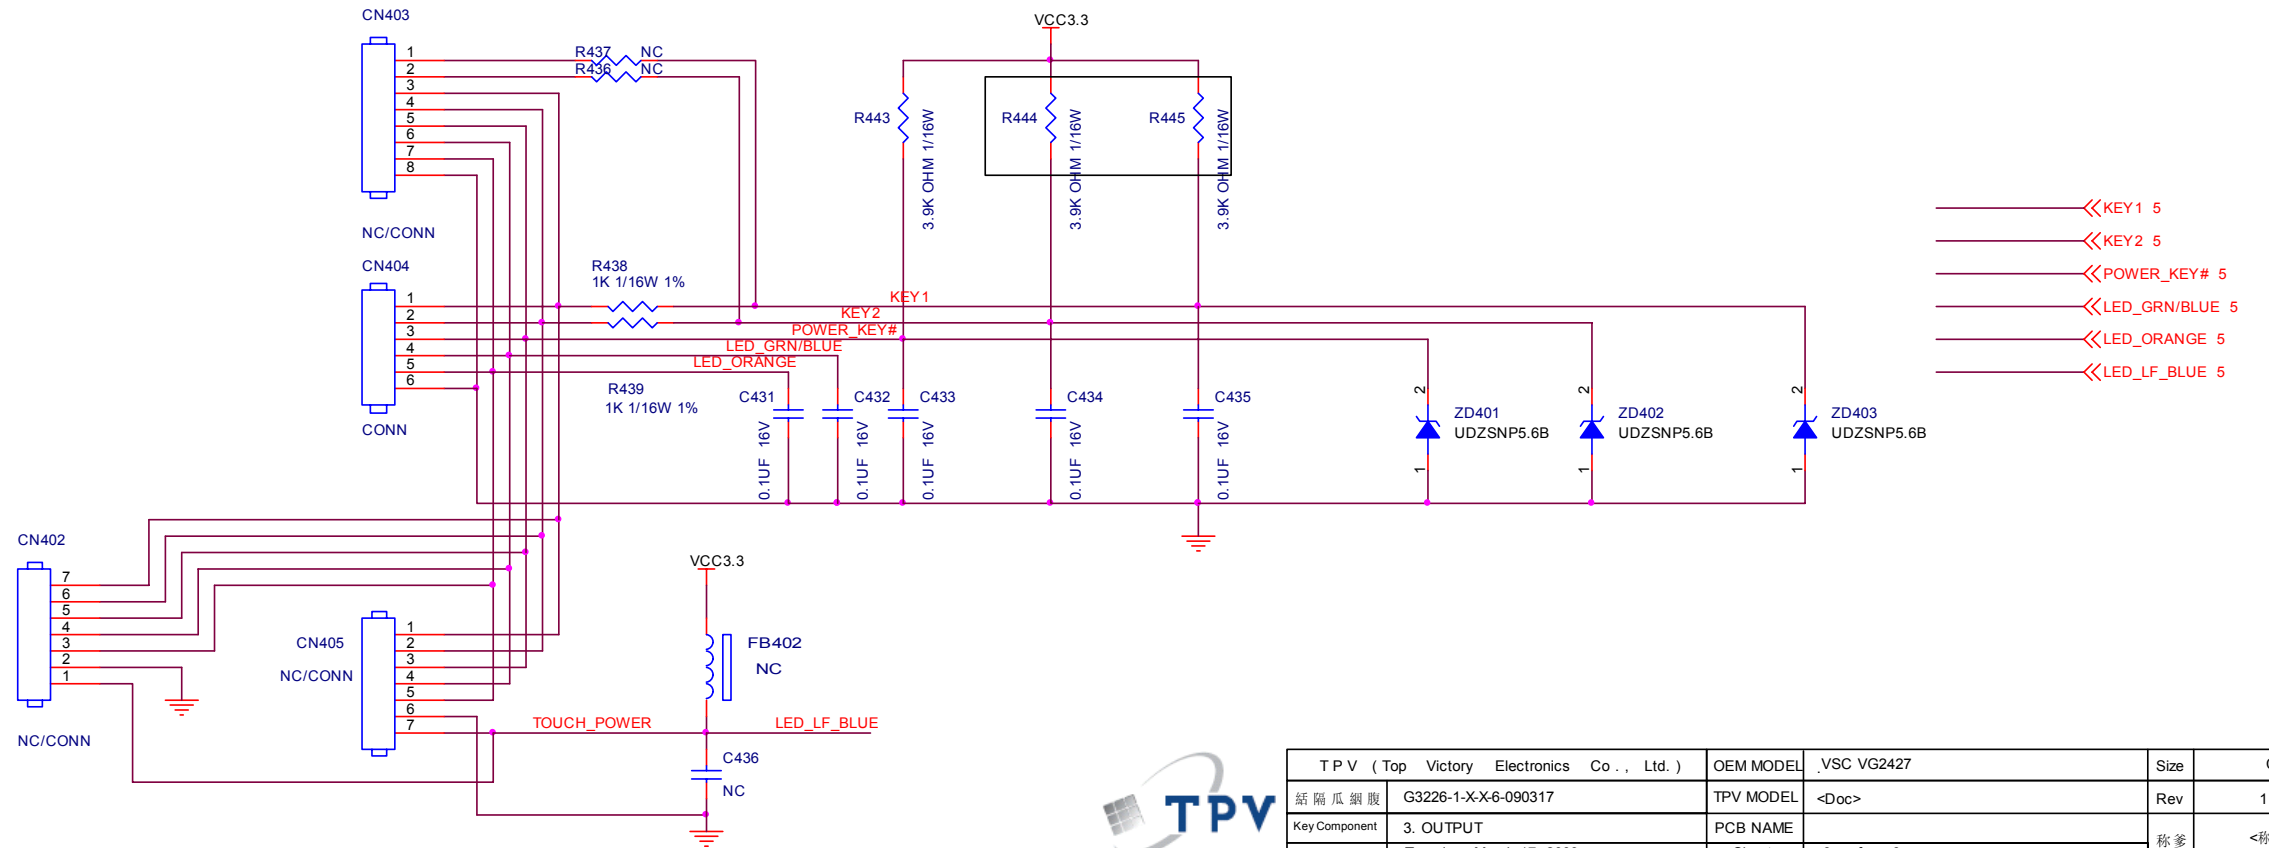 CN403
1
2
3
4
5
6
7
8
NC/CONN
R437 NC
R436 NC
VCC3.3
R443
3.9K OHM 1/16W
R444
3.9K OHM 1/16W
R445
3.9K OHM 1/16W
KEY1 5
KEY2 5
POWER_KEY# 5
LED_GRN/BLUE 5
LED_ORANGE 5
LED_LF_BLUE 5
CN404
1
2
3
4
5
6
CONN
R438
1K 1/16W 1%
KEY1
KEY2
POWER_KEY#
LED_GRN/BLUE
LED_ORANGE
R439
1K 1/16W 1%
C431
0.1UF 16V
C432
0.1UF 16V
C433
0.1UF 16V
C434
0.1UF 16V
C435
0.1UF 16V
2
ZD401
UDZSNP5.6B
1
2
ZD402
UDZSNP5.6B
1
2
ZD403
UDZSNP5.6B
1
CN402
7
6
5
4
3
2
1
NC/CONN
CN405
NC/CONN
1
2
3
4
5
6
7
VCC3.3
FB402
NC
TOUCH_POWER
LED_LF_BLUE
C436
NC
TPV
T P V ( Top Victory Electronics Co . , Ltd. )
OEM MODEL
VSC VG2427
Size
絬 隔 瓜 絪 腹
G3226-1-X-X-6-090317
TPV MODEL
<Doc>
Rev
1
Key Component
3. OUTPUT
PCB NAME
称爹
<称